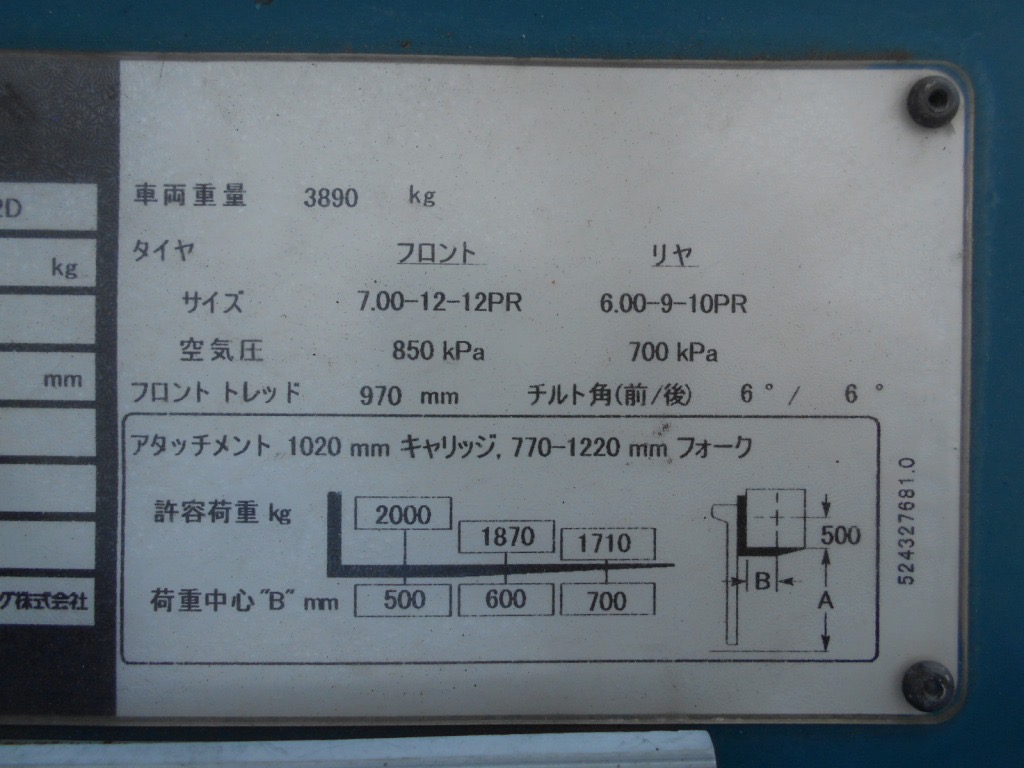 2D
kg
mm
グ株式会社
車両重量 3890 kg
タイヤ フロント リヤ
サイズ 7.00-12-12PR 6.00-9-10PR
空気圧 850 kPa 700 kPa
フロント トレッド 970 mm チルト角(前/後) 6 ° / 6 °
アタッチメント 1020 mm キャリッジ, 770-1220 mm フォーク
許容荷重 kg 2000 1870 1710
荷重中心 "B" mm 500 600 700
500
B
A
524327681.0